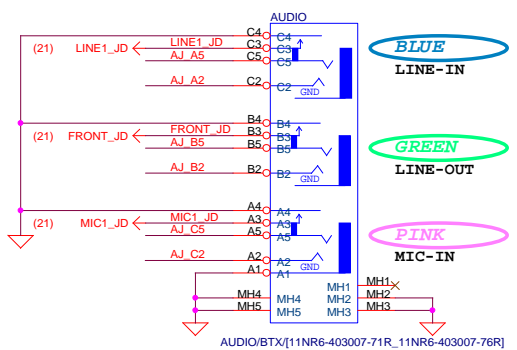 AUDIO
C4 C4
(21) LINE1_JD LINE1_JD C3 C3
AJ_A5 C5 C5
AJ_A2 C2 C2
GND
BLUE
LINE-IN
B4 B4
(21) FRONT_JD FRONT_JD B3 B3
AJ_B5 B5 B5
AJ_B2 B2 B2
GND
GREEN
LINE-OUT
A4 A4
(21) MIC1_JD MIC1_JD A3 A3
AJ_C5 A5 A5
AJ_C2 A2 A2
GND
A1 A1
PINK
MIC-IN
MH1 MH1
MH4 MH4 MH2 MH2
MH5 MH5 MH3 MH3
AUDIO/BTX/[11NR6-403007-71R_11NR6-403007-76R]